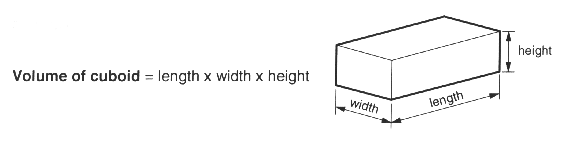 Volume of cuboid = length x width x height
height
width
length